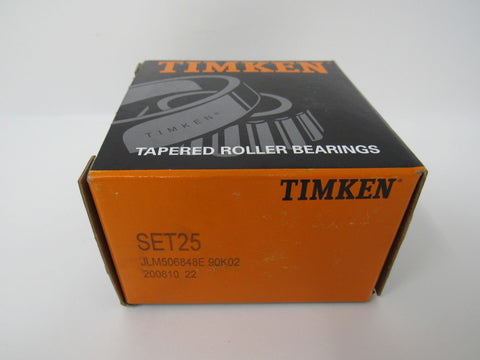 TIMKEN
TIMKEN®
TAPERED ROLLER BEARINGS
TIMKEN®
SET25
JLM506848E 90K02
200810 22